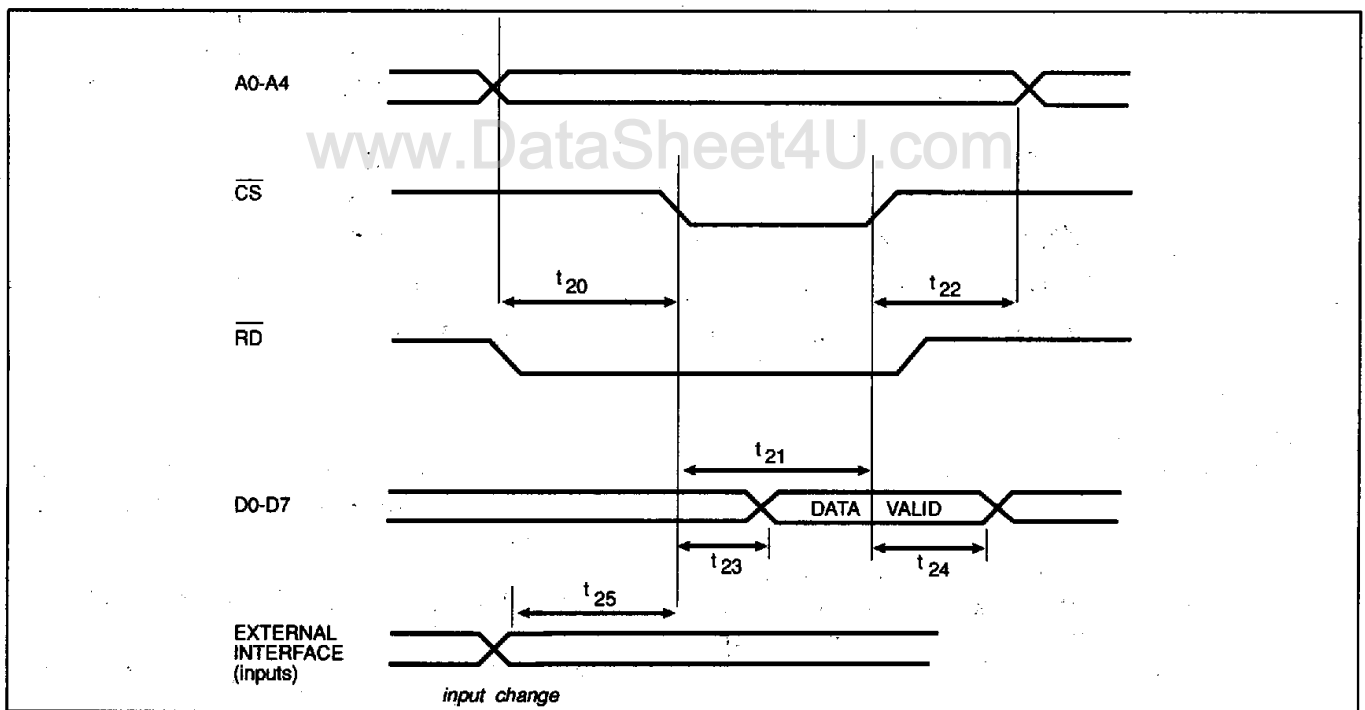 A0-A4
www.DataSheet4U.com
CS
t20
t22
RD
t21
D0-D7
DATA VALID
t23
t24
t25
EXTERNAL
INTERFACE
(inputs)
input change